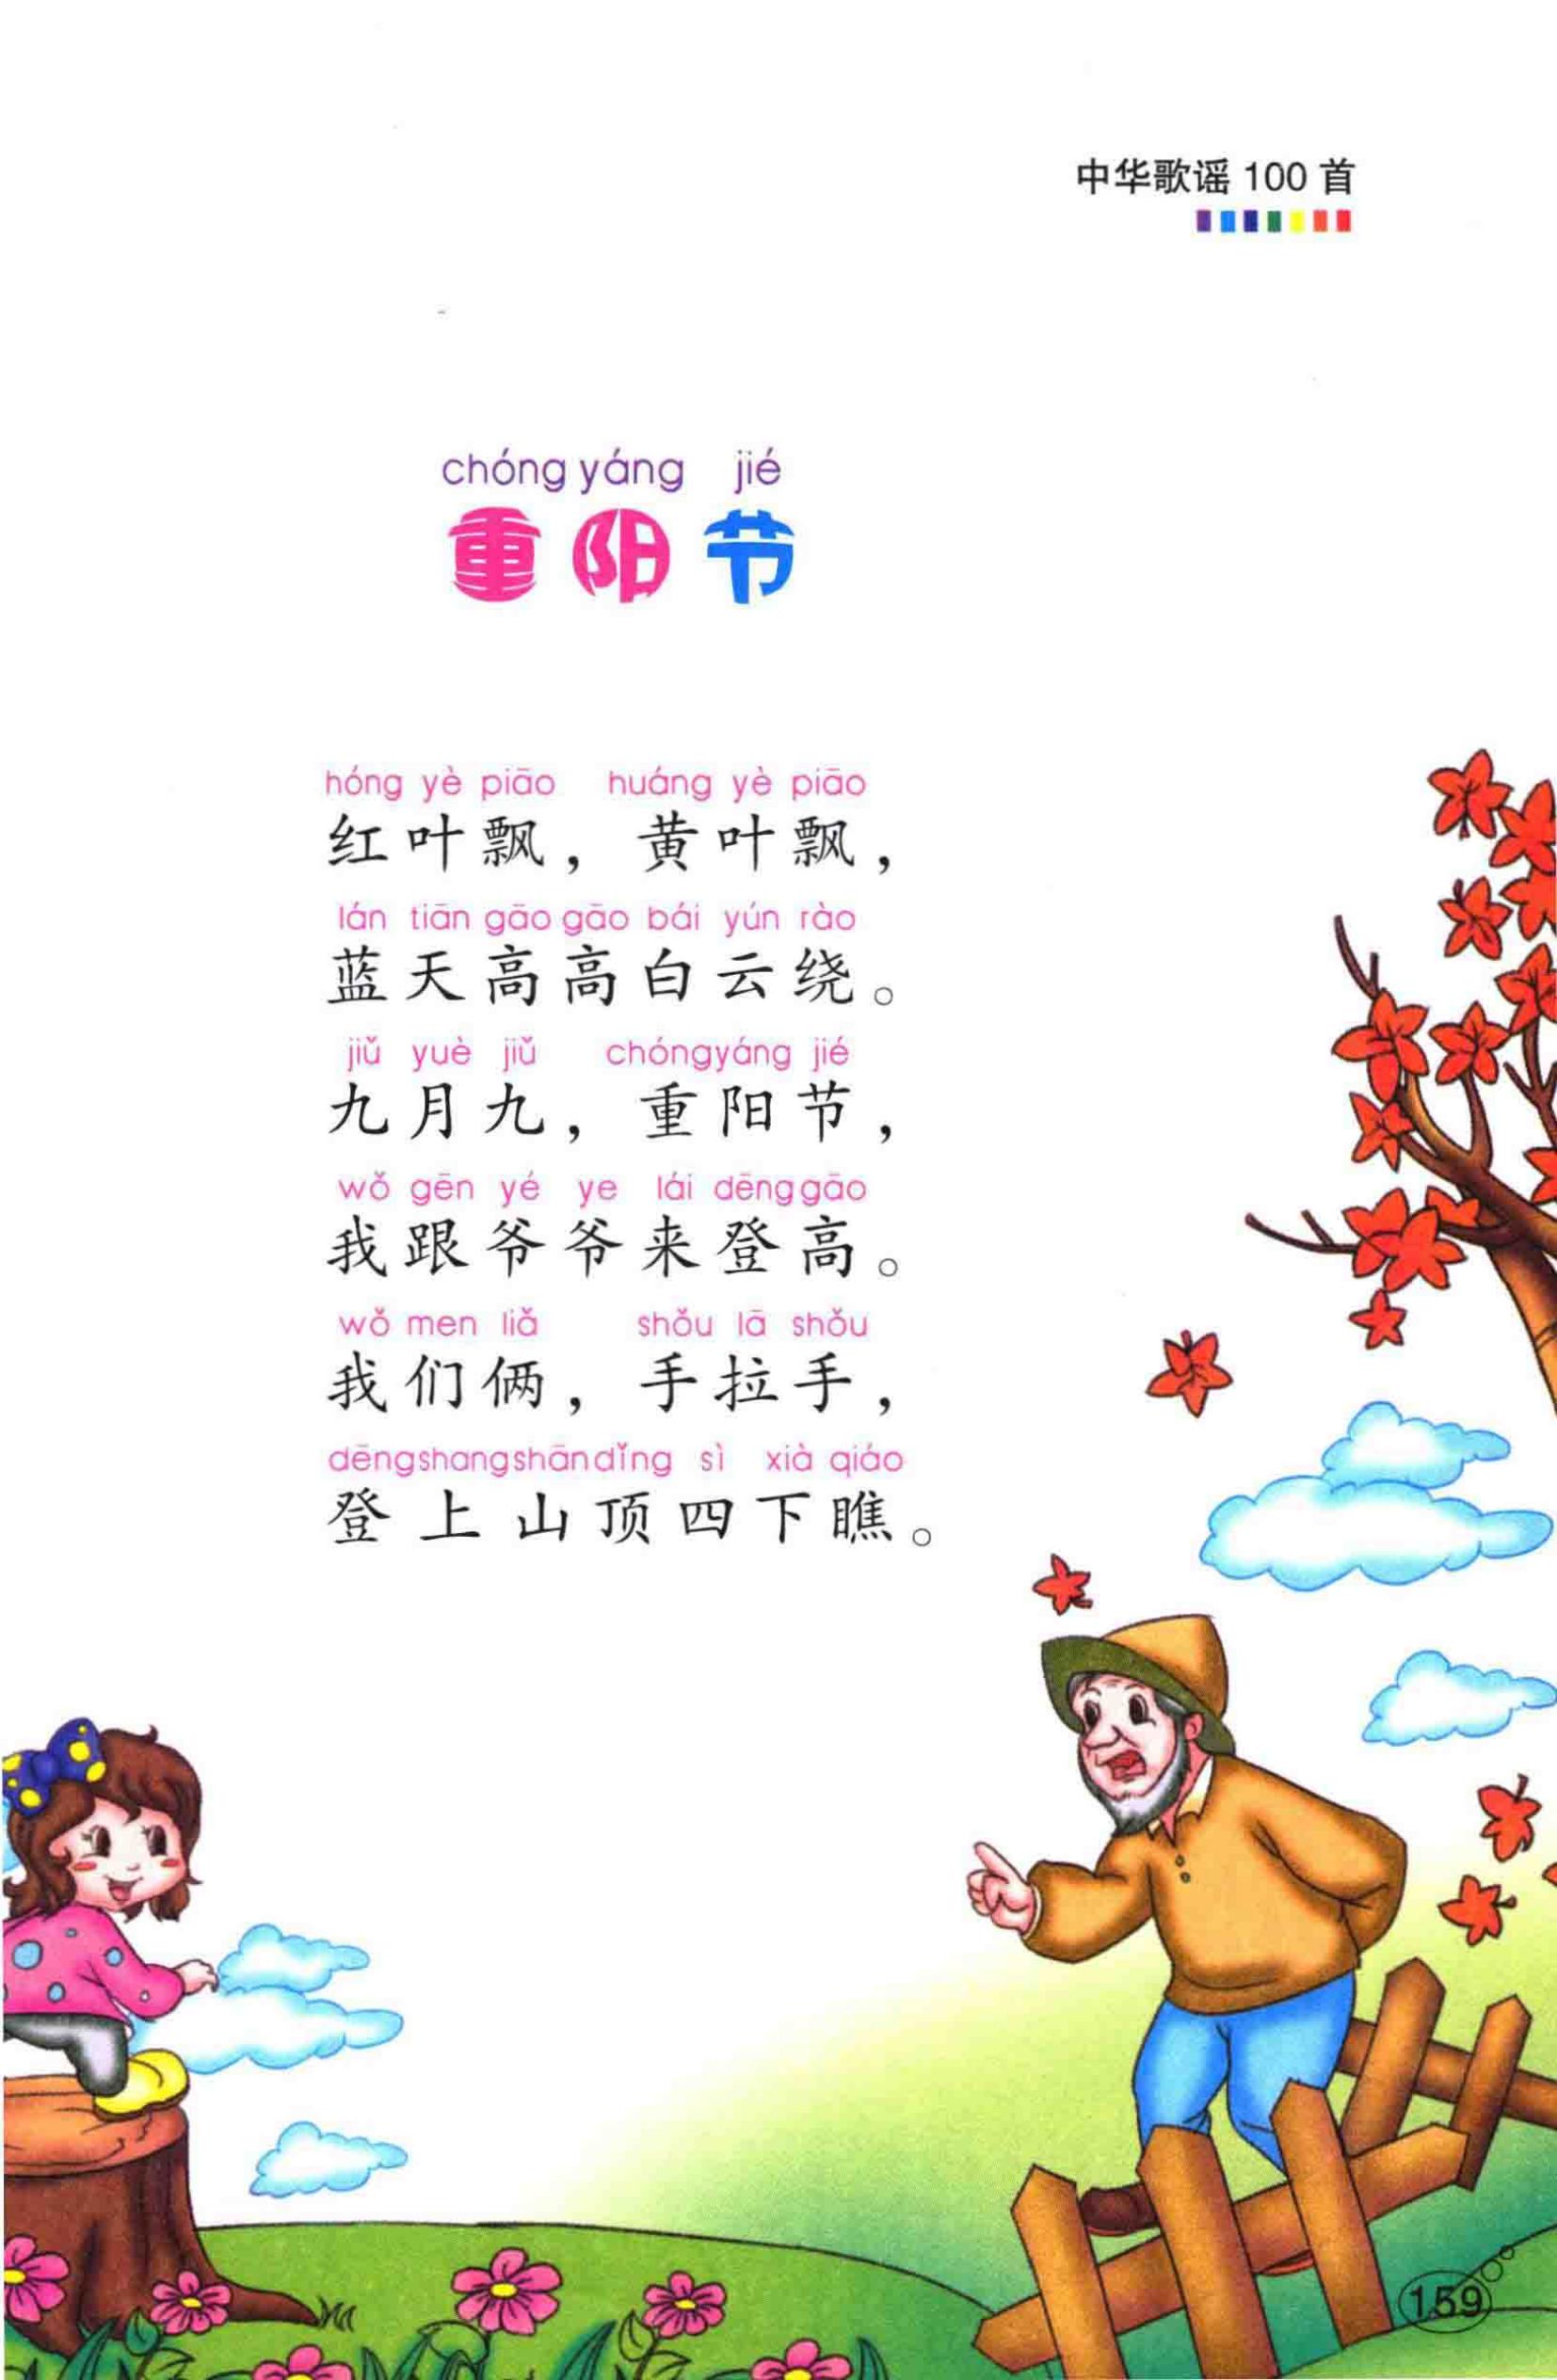 中华歌谣 100 首
chóng yáng jié
重阳节
hóng yè piāo huáng yè piāo
红叶飘，黄叶飘，
lán tiān gāo gāo bái yún rào
蓝天高高白云绕。
jiǔ yuè jiǔ chóngyáng jié
九月九，重阳节，
wǒ gēn yé ye lái dēnggāo
我跟爷爷来登高。
wǒ men liǎ shǒu lā shǒu
我们俩，手拉手，
dēngshangshāndǐng sì xià qiáo
登上山顶四下瞧。
159